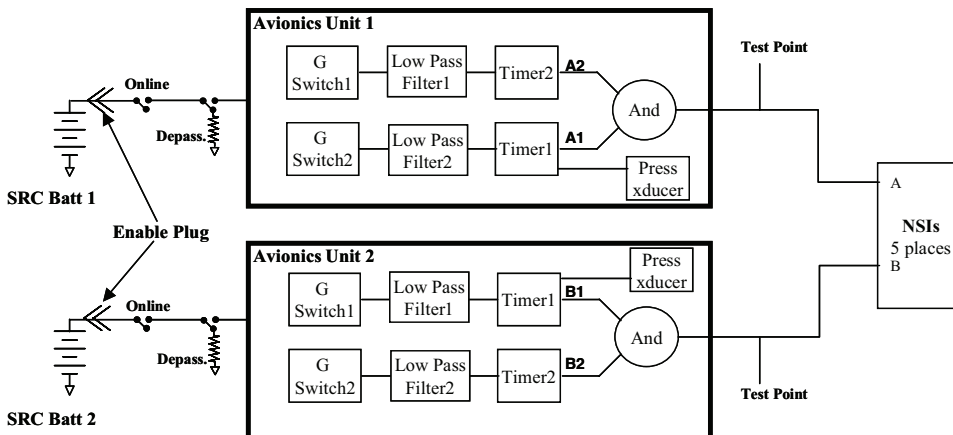 Avionics Unit 1
G
Switch1
Low Pass
Filter1
Timer2
A2
And
Test Point
Online
Depass.
G
Switch2
Low Pass
Filter2
Timer1
A1
Press
xducer
SRC Batt 1
Enable Plug
A
NSIs
5 places
B
Avionics Unit 2
Press
xducer
G
Switch1
Low Pass
Filter1
Timer1
B1
And
Online
Depass.
G
Switch2
Low Pass
Filter2
Timer2
B2
Test Point
SRC Batt 2